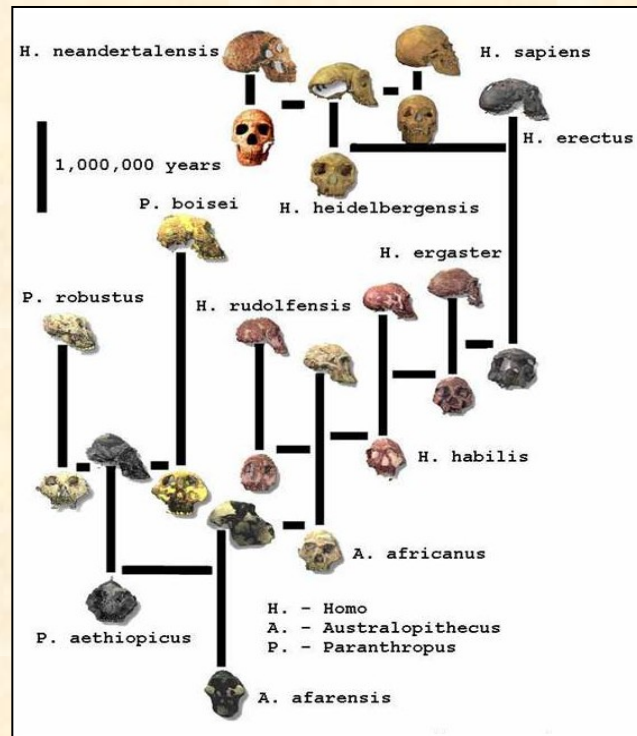 H. neandertalensis
H. sapiens
H. erectus
1,000,000 years
P. boisei
H. heidelbergensis
H. ergaster
P. robustus
H. rudolfensis
H. habilis
A. africanus
P. aethiopicus
H. - Homo
A. - Australopithecus
P. - Paranthropus
A. afarensis